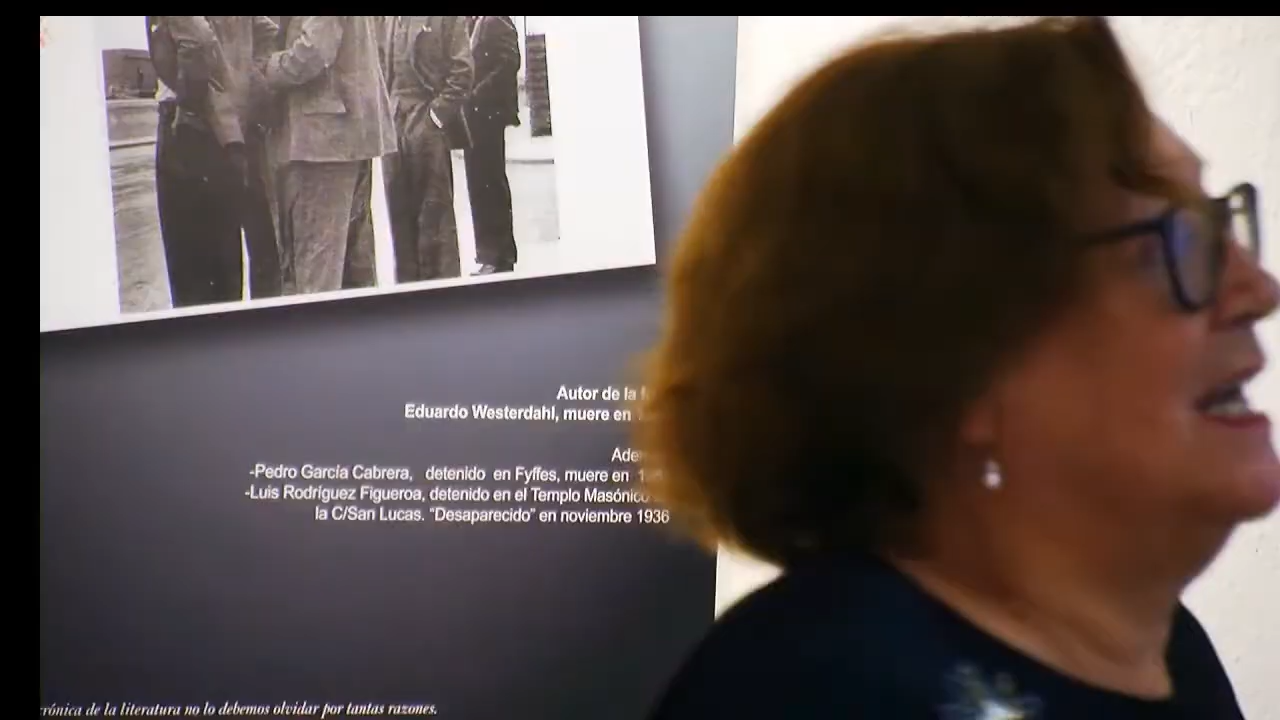 Autor de la
Eduardo Westerdahl, muere en
-Pedro García Cabrera, detenido en Fyffes, muere en
-Luis Rodríguez Figueroa, detenido en el Templo Masónico
la C/San Lucas. "Desaparecido" en noviembre 1936
crónica de la literatura no lo debemos olvidar por tantas razones.